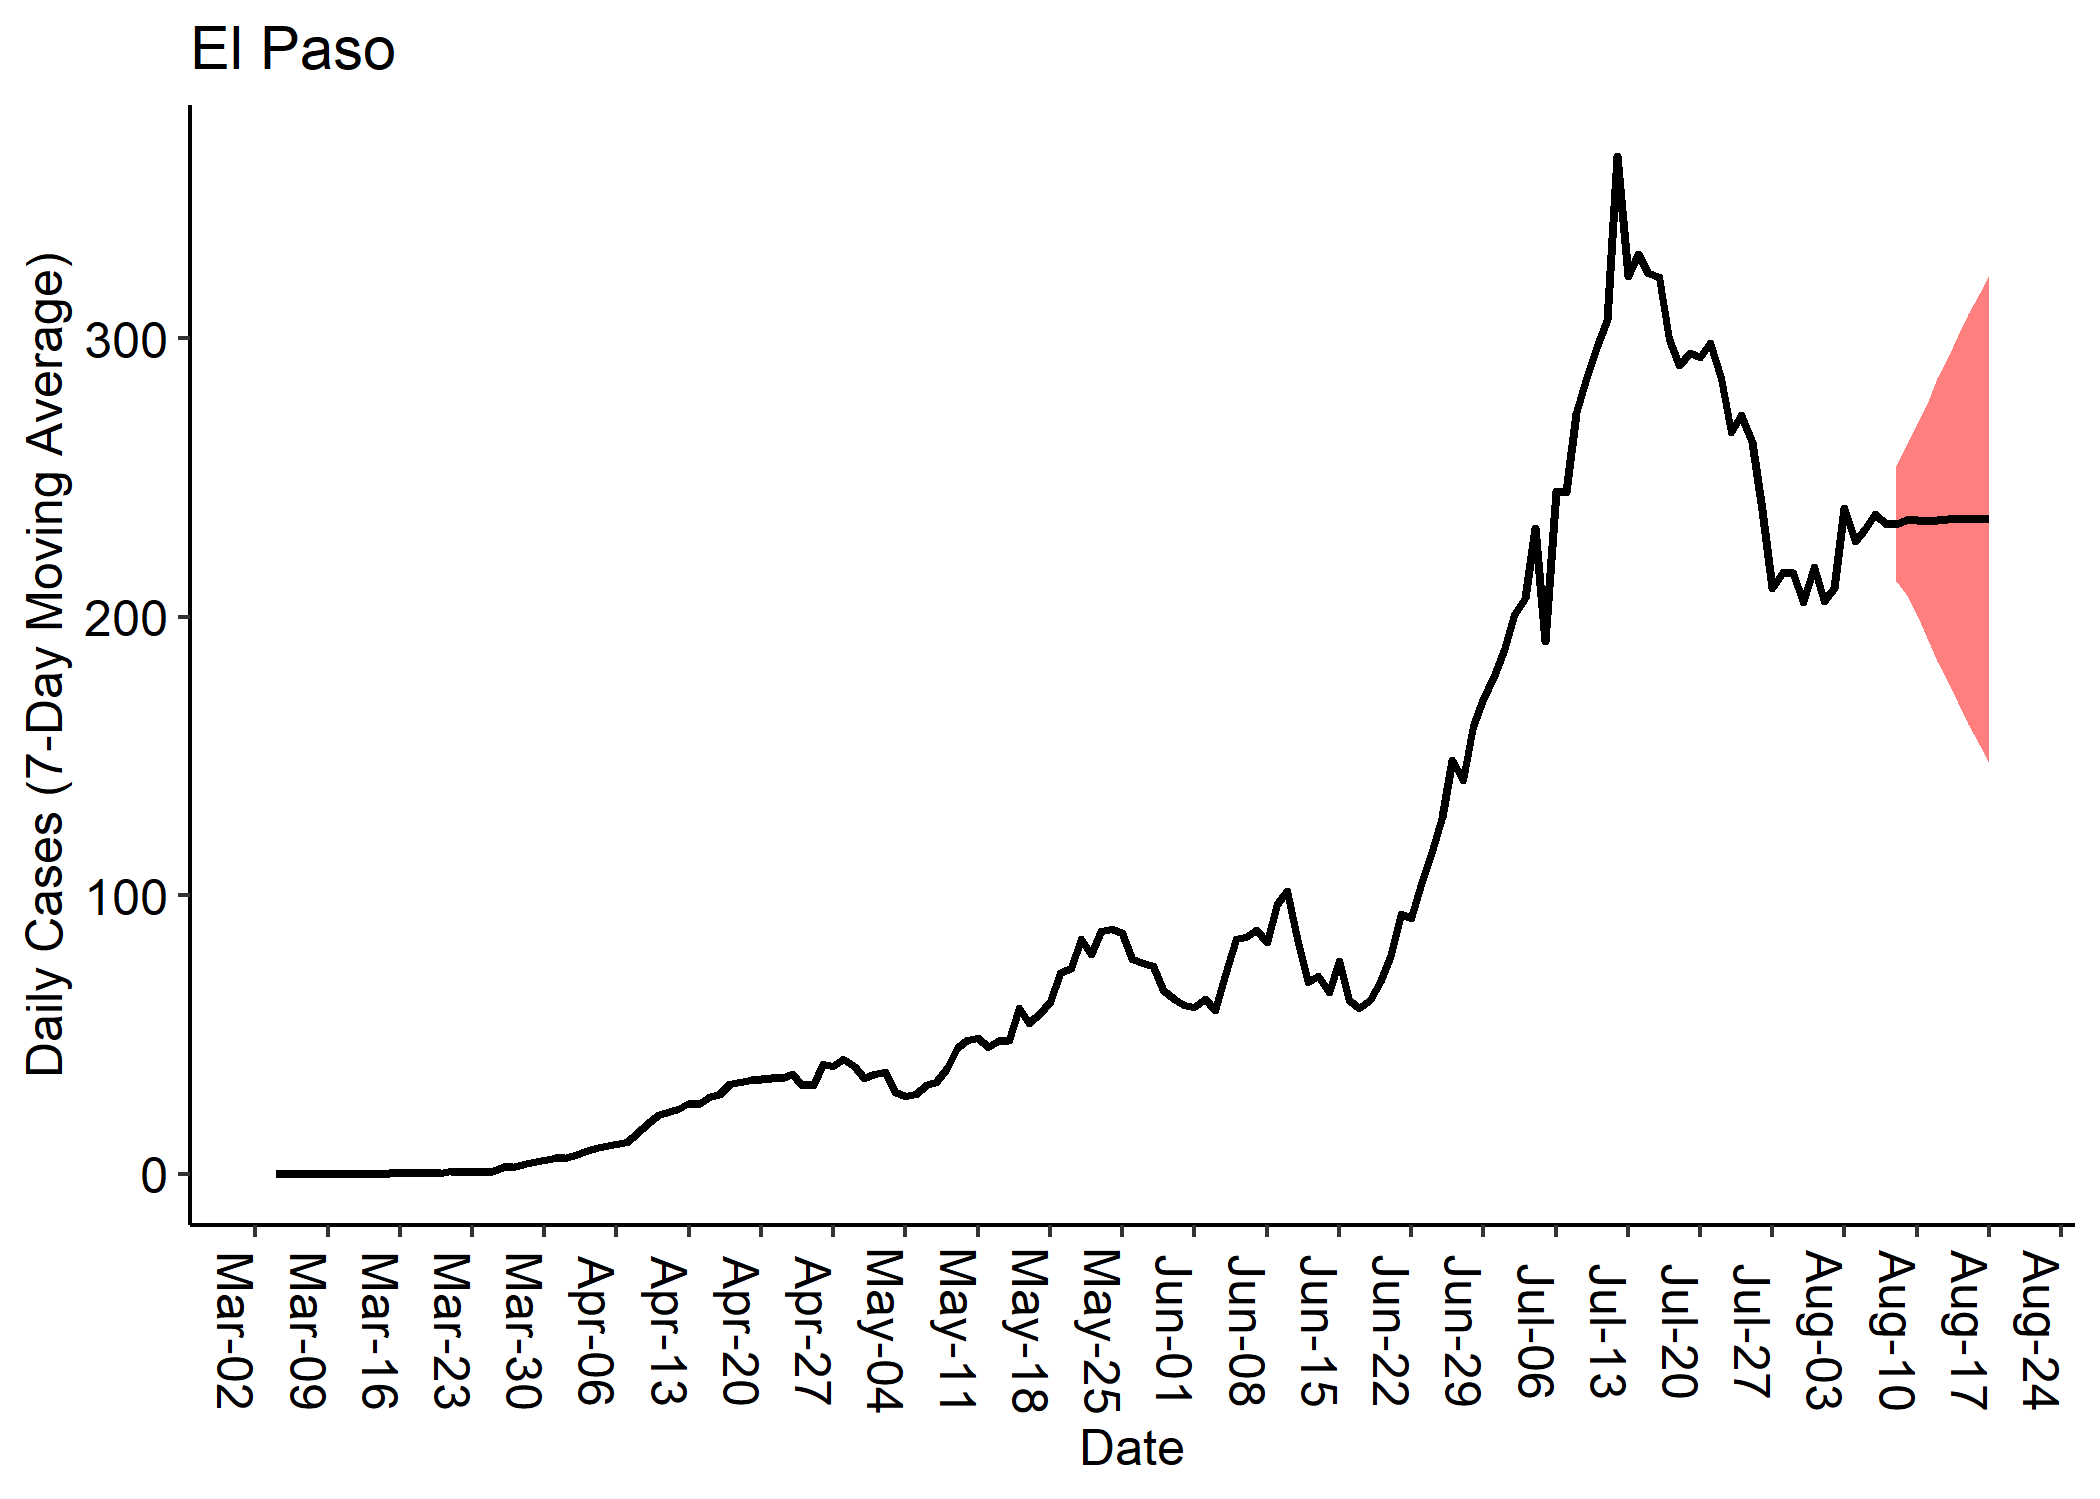 El Paso
Daily Cases (7-Day Moving Average)
300
200
100
0
Mar-02
Mar-09
Mar-16
Mar-23
Mar-30
Apr-06
Apr-13
Apr-20
Apr-27
May-04
May-11
May-18
May-25
Jun-01
Jun-08
Jun-15
Jun-22
Jun-29
Jul-06
Jul-13
Jul-20
Jul-27
Aug-03
Aug-10
Aug-17
Aug-24
Date